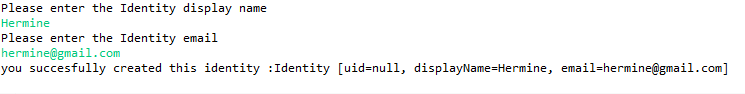 Please enter the Identity display name
Hermine
Please enter the Identity email
hermine@gmail.com
you succesfully created this identity :Identity [uid=null, displayName=Hermine, email=hermine@gmail.com]